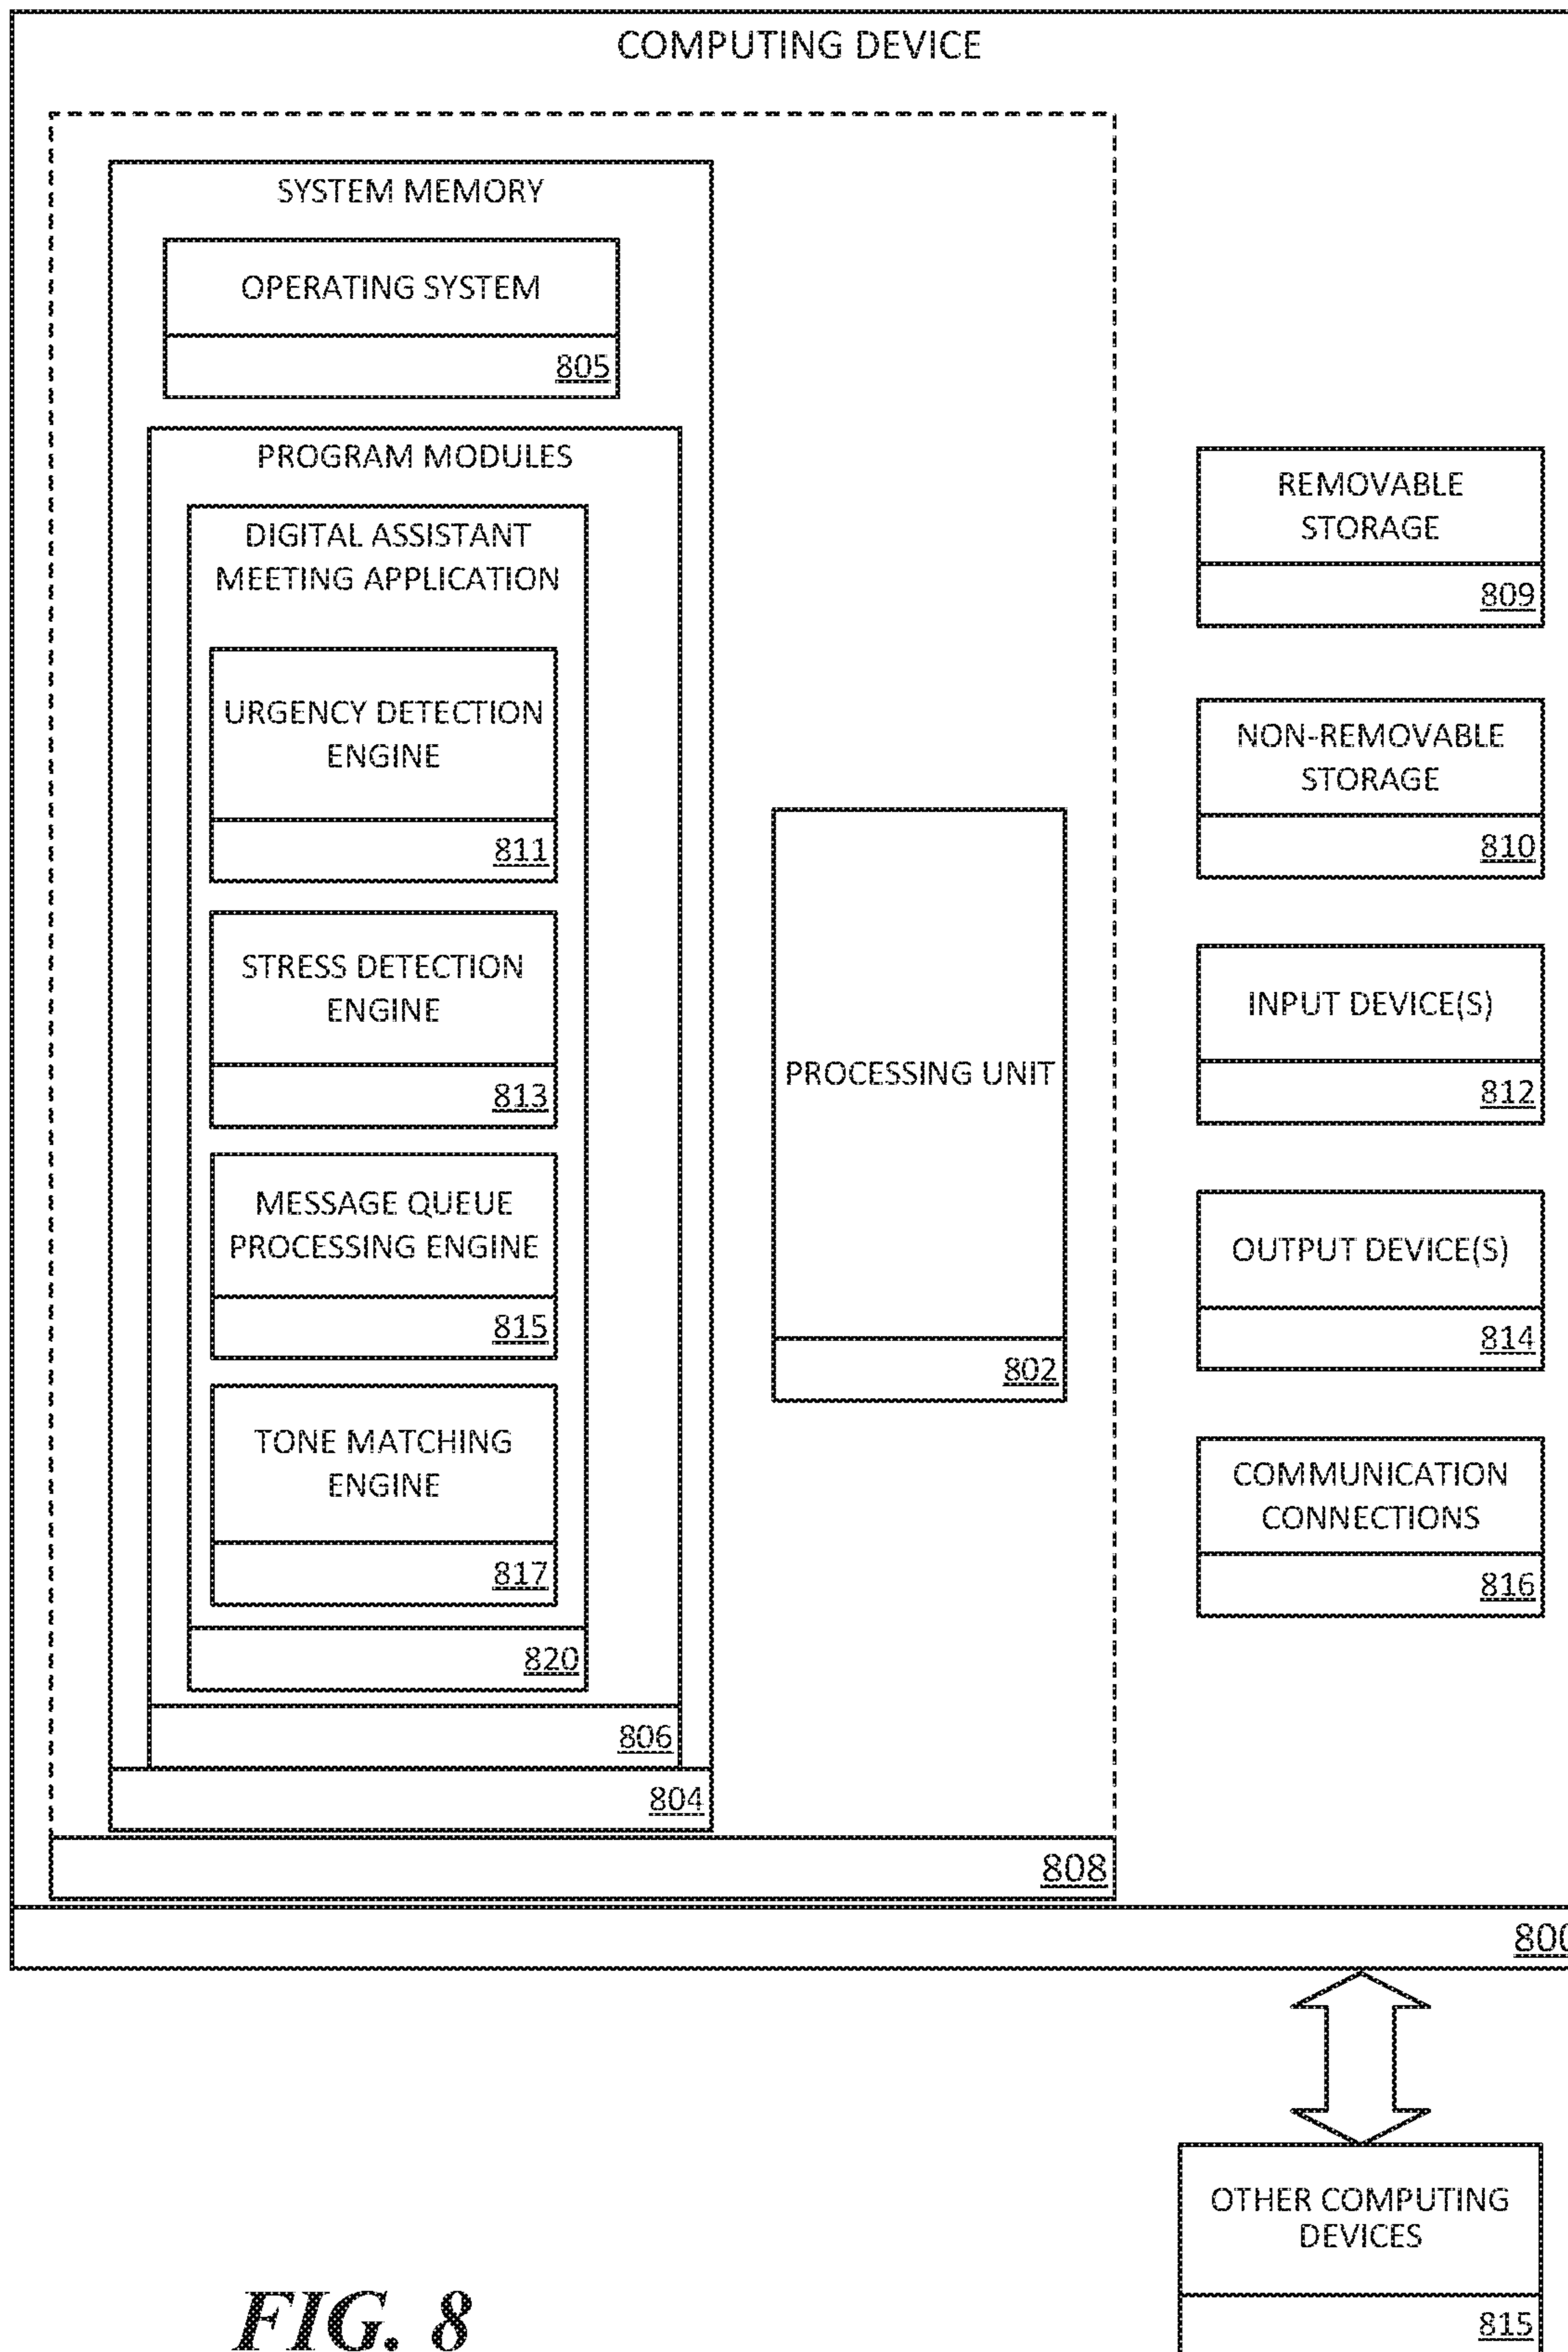 COMPUTING DEVICE
SYSTEM MEMORY
OPERATING SYSTEM
805
PROGRAM MODULES
DIGITAL ASSISTANT
MEETING APPLICATION
URGENCY DETECTION
ENGINE
811
STRESS DETECTION
ENGINE
813
MESSAGE QUEUE
PROCESSING ENGINE
815
TONE MATCHING
ENGINE
817
820
806
804
PROCESSING UNIT
802
808
REMOVABLE
STORAGE
809
NON-REMOVABLE
STORAGE
810
INPUT DEVICE(S)
812
OUTPUT DEVICE(S)
814
COMMUNICATION
CONNECTIONS
816
800
OTHER COMPUTING
DEVICES
815
FIG. 8